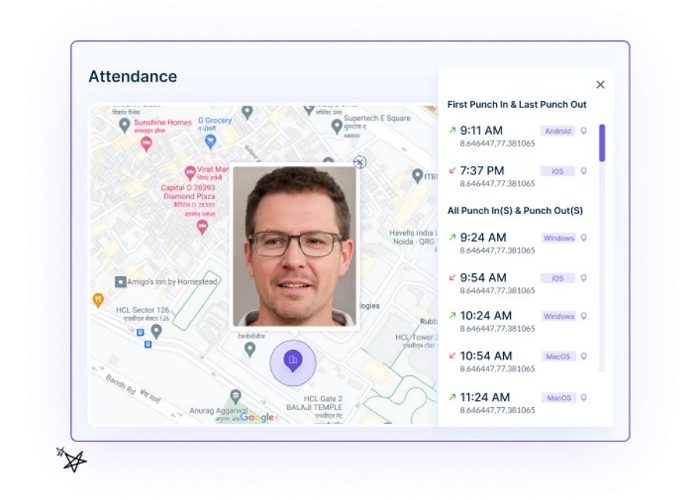 Attendance
Sunshine Homes
सनशाइन होम्स
G Grocery
Supertech E Square
Virat Mar
Capital O 28393
Diamond Plaza
ITBO
Havells India L
Noida - QRG
Amigo's inn by Homestead
HCL Sector 126
logies
Rubb
HCL Tower
HCL Gate 2
BALAJI TEMPLE
Bandh Rd
Anurag Aggarwal
Google
First Punch In & Last Punch Out
9:11 AM
Android
8.646447,77.381065
7:37 PM
iOS
8.646447,77.381065
All Punch In(S) & Punch Out(S)
9:24 AM
Windows
8.646447,77.381065
9:54 AM
iOS
8.646447,77.381065
10:24 AM
Windows
8.646447,77.381065
10:54 AM
MacOS
8.646447,77.381065
11:24 AM
MacOS
8.646447,77.381065